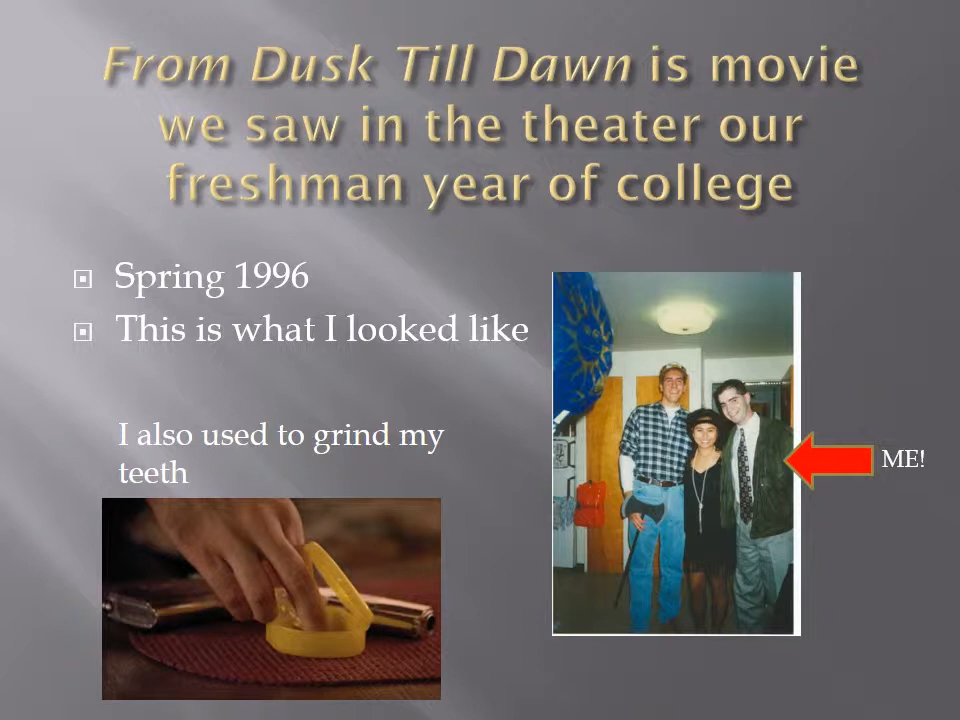 From Dusk Till Dawn is movie
we saw in the theater our
freshman year of college
Spring 1996
This is what I looked like
I also used to grind my
teeth
ME!